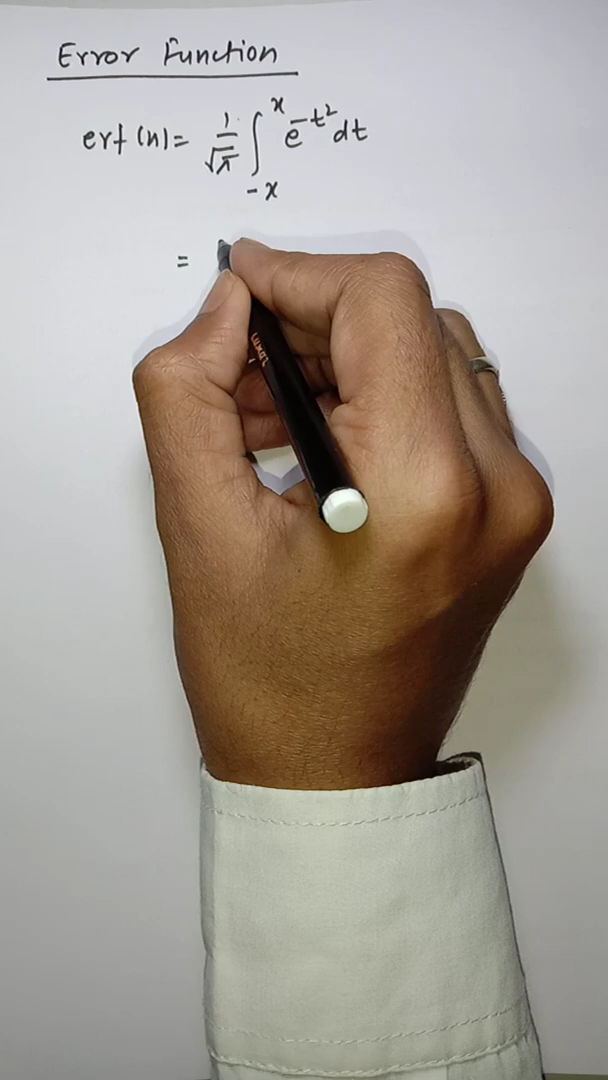 Error Function
erf (n) = 1/√π ∫_{-x}^{x} e^{-t²} dt
=